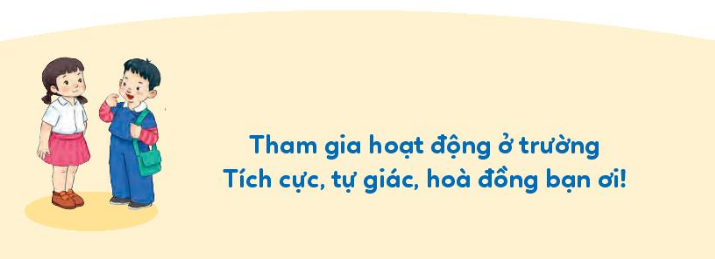 Tham gia hoạt động ở trường
Tích cực, tự giác, hoà đồng bạn ơi!